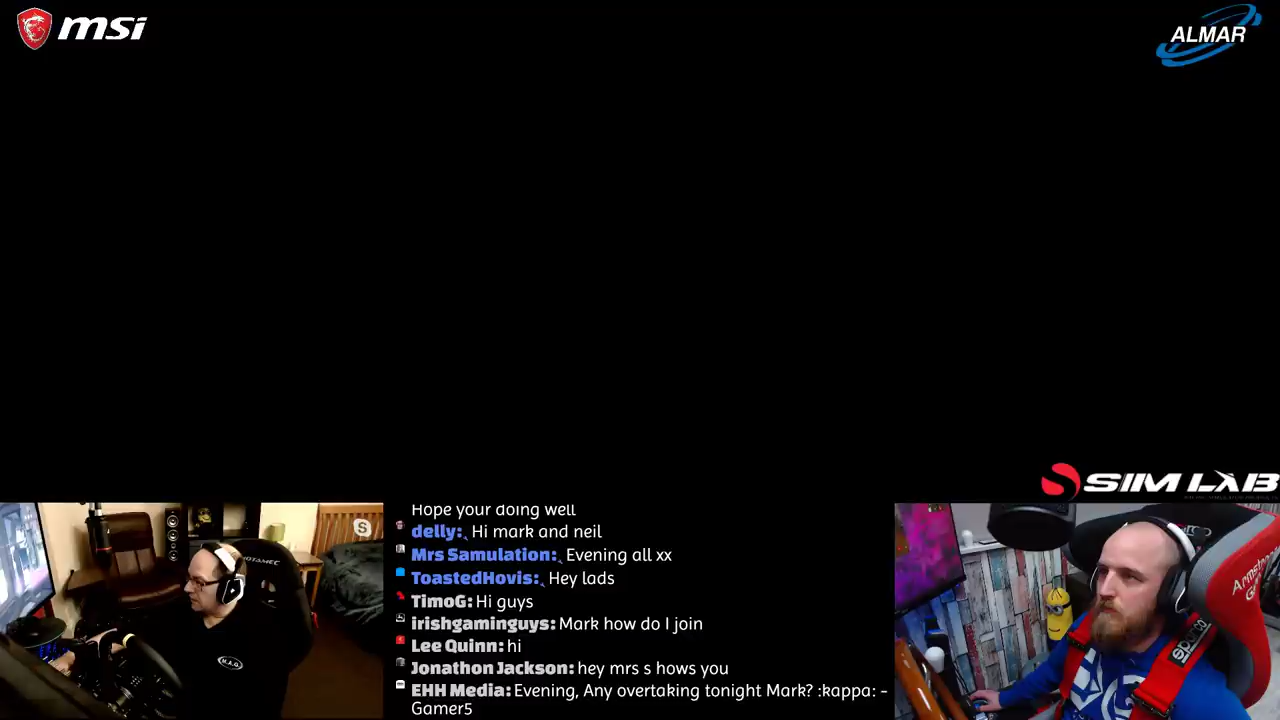 msi
ALMAR
SIM LAB
Hope your doing well
delly: Hi mark and neil
Mrs Samulation: Evening all xx
ToastedHovis: Hey lads
TimoG: Hi guys
irishgaminguys: Mark how do I join
Lee Quinn: hi
Jonathon Jackson: hey mrs s hows you
EHH Media: Evening, Any overtaking tonight Mark? :kappa: -
Gamer5
S
sparco